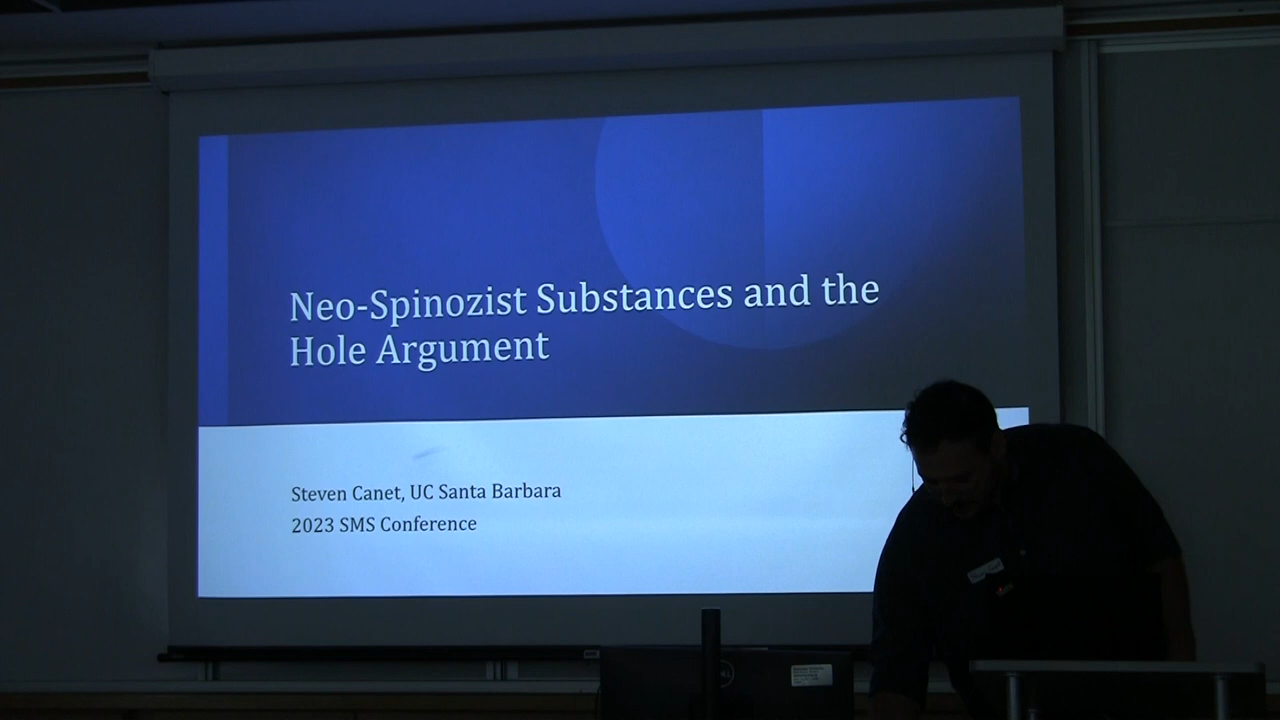 Neo-Spinozist Substances and the
Hole Argument
Steven Canet, UC Santa Barbara
2023 SMS Conference